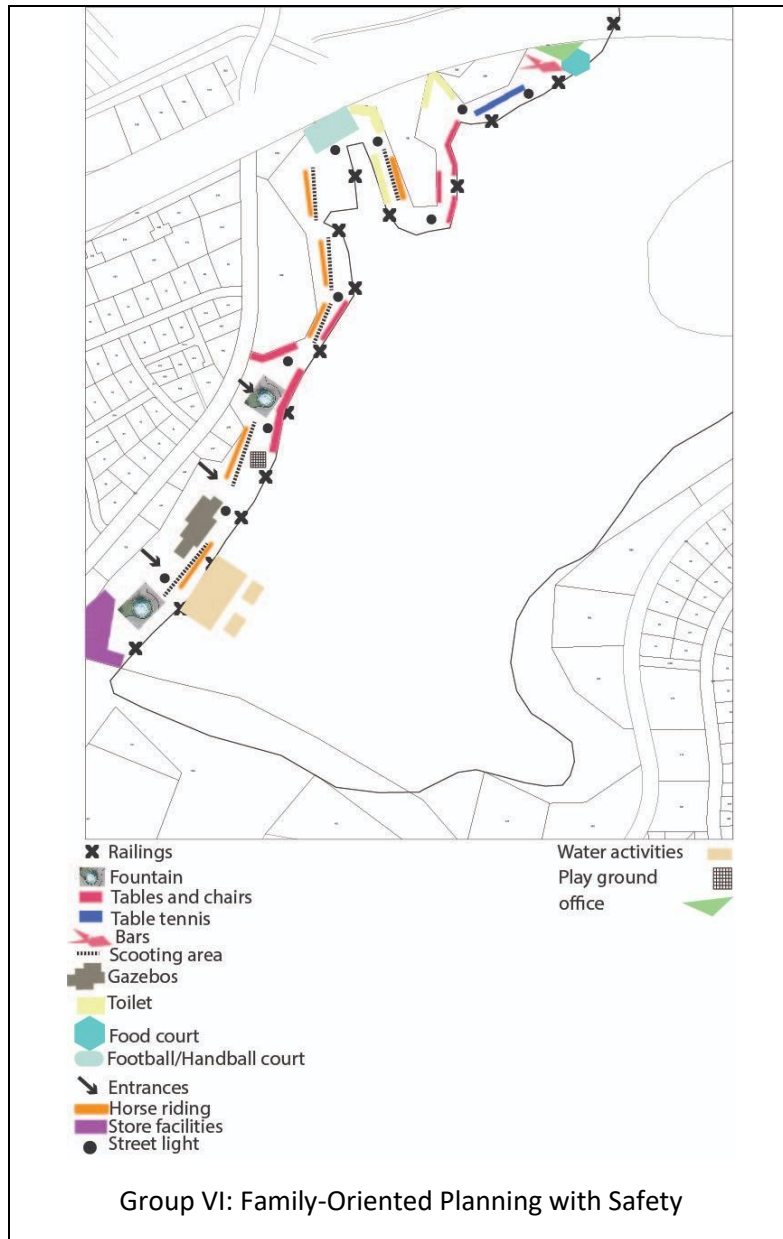 Railings
Fountain
Tables and chairs
Table tennis
Bars
Scooting area
Gazebos
Toilet
Food court
Football/Handball court
Entrances
Horse riding
Store facilities
Street light
Water activities
Play ground
office
Group VI: Family-Oriented Planning with Safety